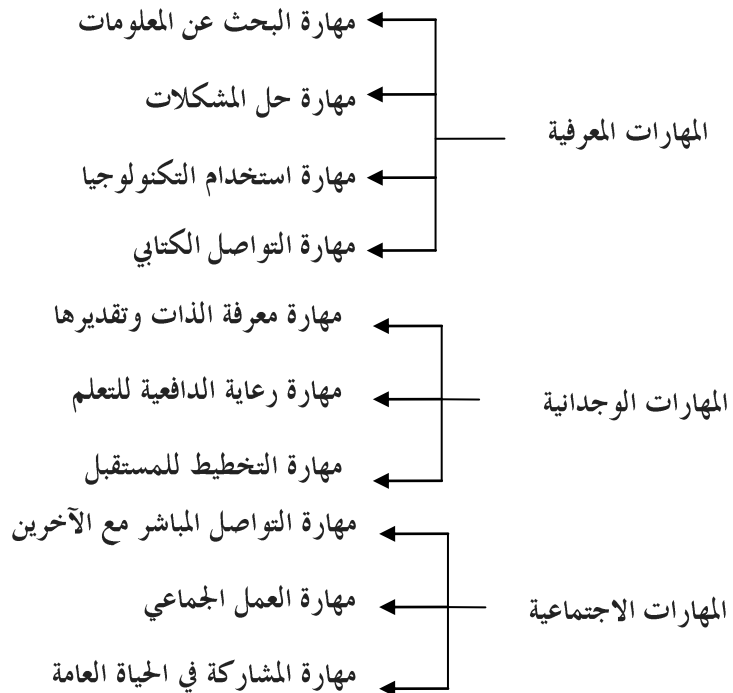 المهارات المعرفية
مهارة البحث عن المعلومات
مهارة حل المشكلات
مهارة استخدام التكنولوجيا
مهارة التواصل الكتابي
المهارات الوجدانية
مهارة معرفة الذات وتقديرها
مهارة رعاية الدافعية للتعلم
مهارة التخطيط للمستقبل
المهارات الاجتماعية
مهارة التواصل المباشر مع الآخرين
مهارة العمل الجماعي
مهارة المشاركة في الحياة العامة